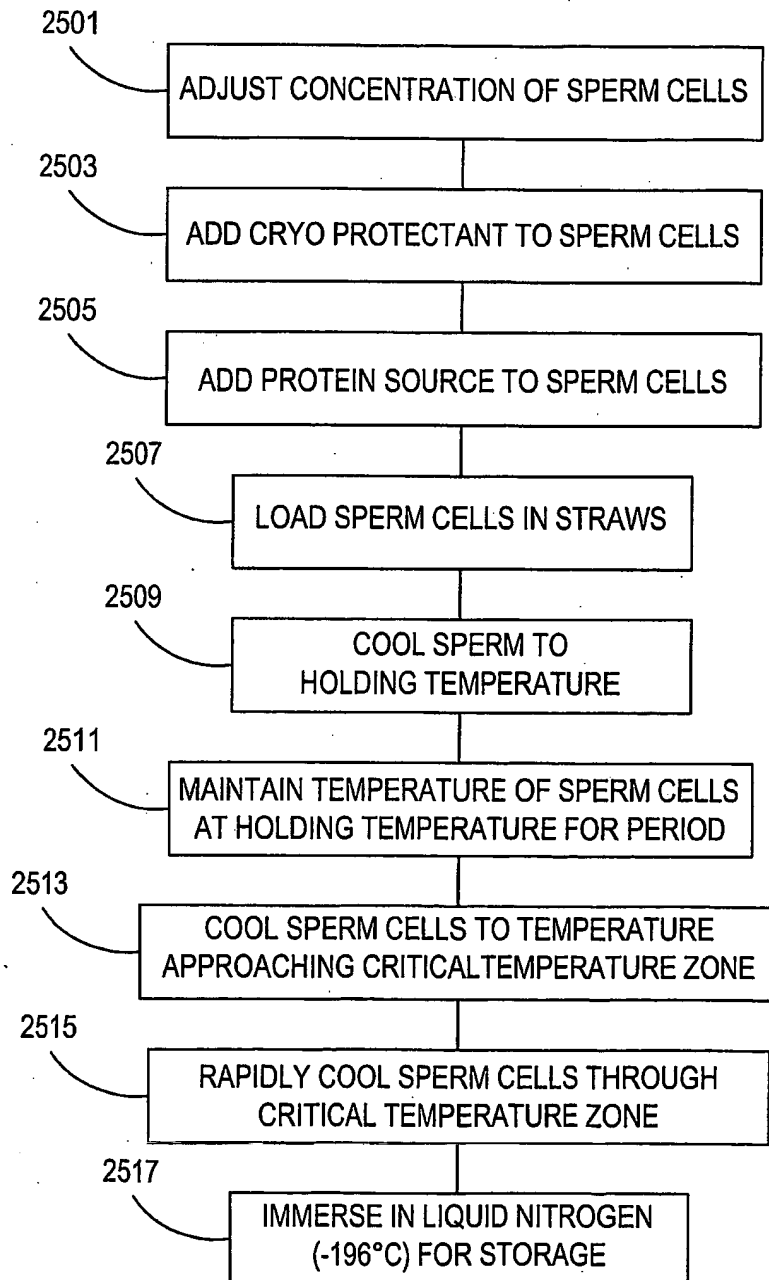 2501
ADJUST CONCENTRATION OF SPERM CELLS
2503
ADD CRYO PROTECTANT TO SPERM CELLS
2505
ADD PROTEIN SOURCE TO SPERM CELLS
2507
LOAD SPERM CELLS IN STRAWS
2509
COOL SPERM TO
HOLDING TEMPERATURE
2511
MAINTAIN TEMPERATURE OF SPERM CELLS
AT HOLDING TEMPERATURE FOR PERIOD
2513
COOL SPERM CELLS TO TEMPERATURE
APPROACHING CRITICALTEMPERATURE ZONE
2515
RAPIDLY COOL SPERM CELLS THROUGH
CRITICAL TEMPERATURE ZONE
2517
IMMERSE IN LIQUID NITROGEN
(-196°C) FOR STORAGE